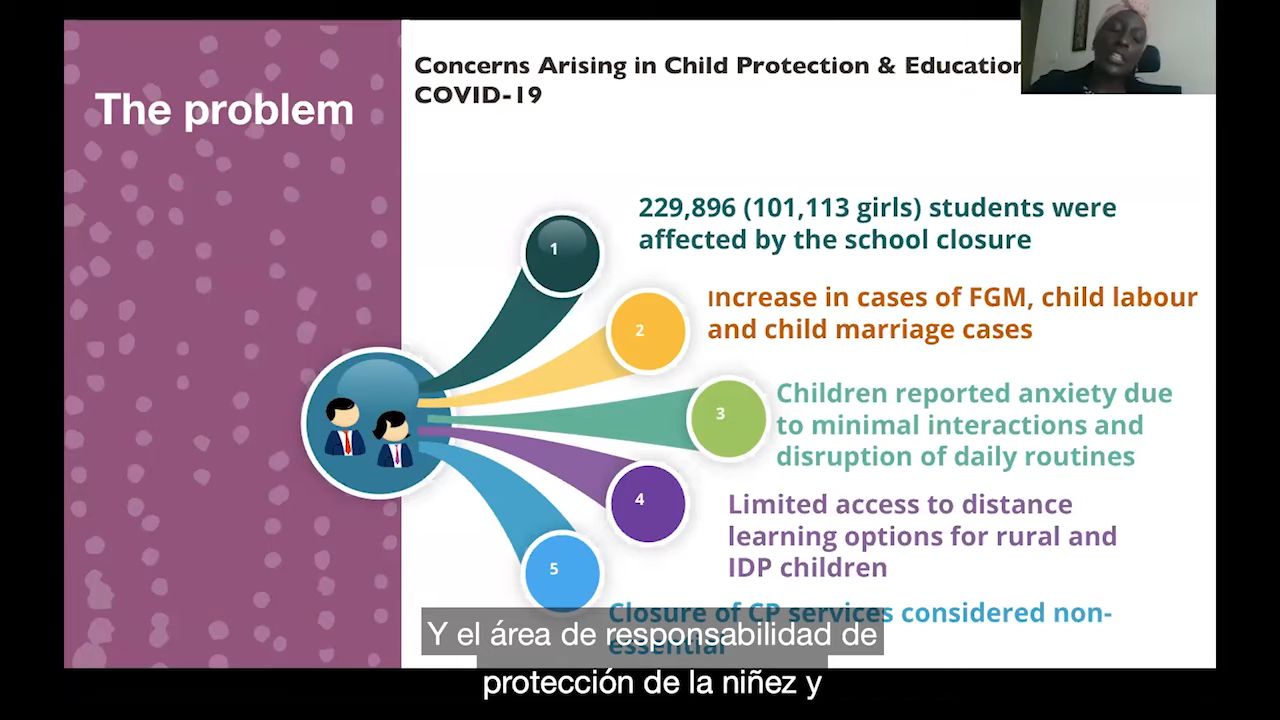 The problem
Concerns Arising in Child Protection & Education
COVID-19
1
229,896 (101,113 girls) students were
affected by the school closure
2
Increase in cases of FGM, child labour
and child marriage cases
3
Children reported anxiety due
to minimal interactions and
disruption of daily routines
4
Limited access to distance
learning options for rural and
IDP children
5
Closure of CP services considered non-
essential
Y el área de responsabilidad de
protección de la niñez y